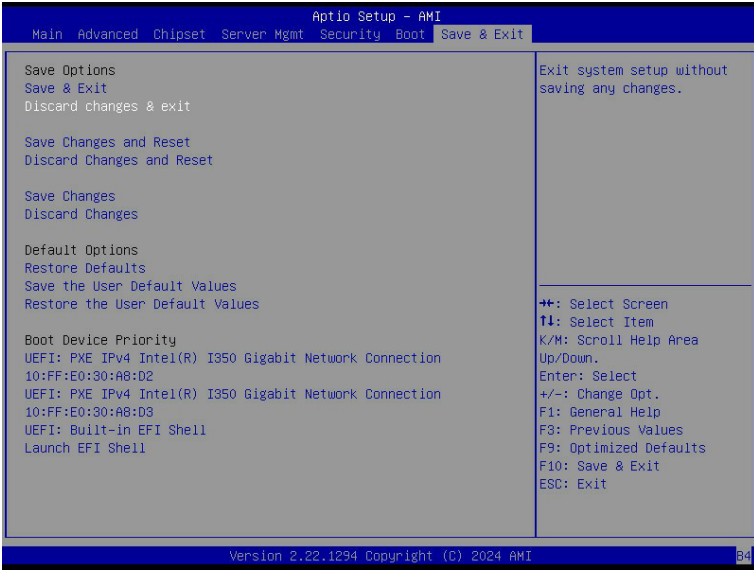 Aptio Setup – AMI
Main Advanced Chipset Server Mgmt Security Boot Save & Exit
Save Options
Save & Exit
Discard changes & exit
Save Changes and Reset
Discard Changes and Reset
Save Changes
Discard Changes
Default Options
Restore Defaults
Save the User Default Values
Restore the User Default Values
Boot Device Priority
UEFI: PXE IPv4 Intel(R) I350 Gigabit Network Connection
10:FF:E0:30:A8:D2
UEFI: PXE IPv4 Intel(R) I350 Gigabit Network Connection
10:FF:E0:30:A8:D3
UEFI: Built-in EFI Shell
Launch EFI Shell
Exit system setup without
saving any changes.
→←: Select Screen
↑↓: Select Item
K/M: Scroll Help Area
Up/Down.
Enter: Select
+/-: Change Opt.
F1: General Help
F3: Previous Values
F9: Optimized Defaults
F10: Save & Exit
ESC: Exit
Version 2.22.1294 Copyright (C) 2024 AMI
B4